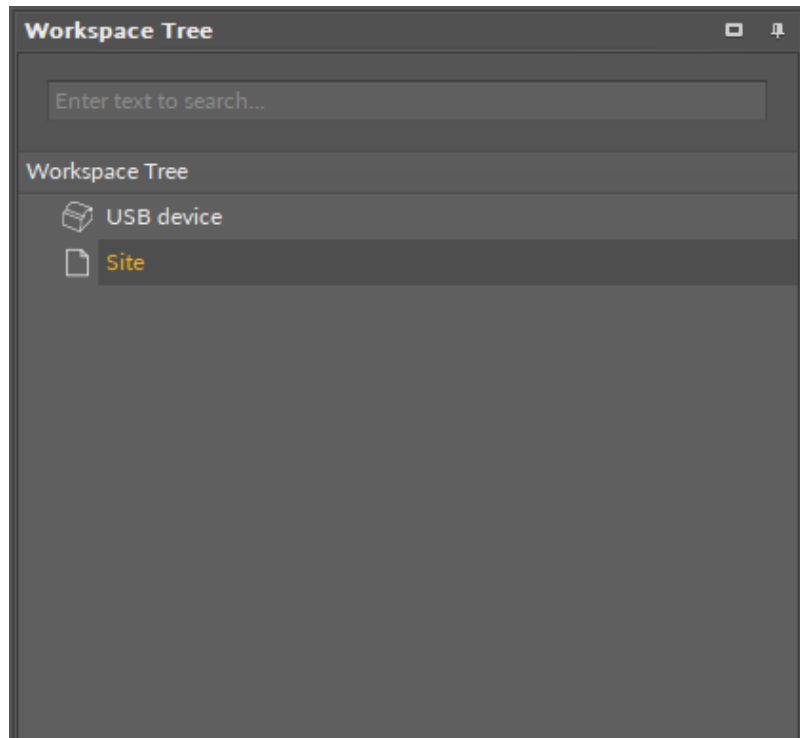 Workspace Tree
Enter text to search...
Workspace Tree
USB device
Site